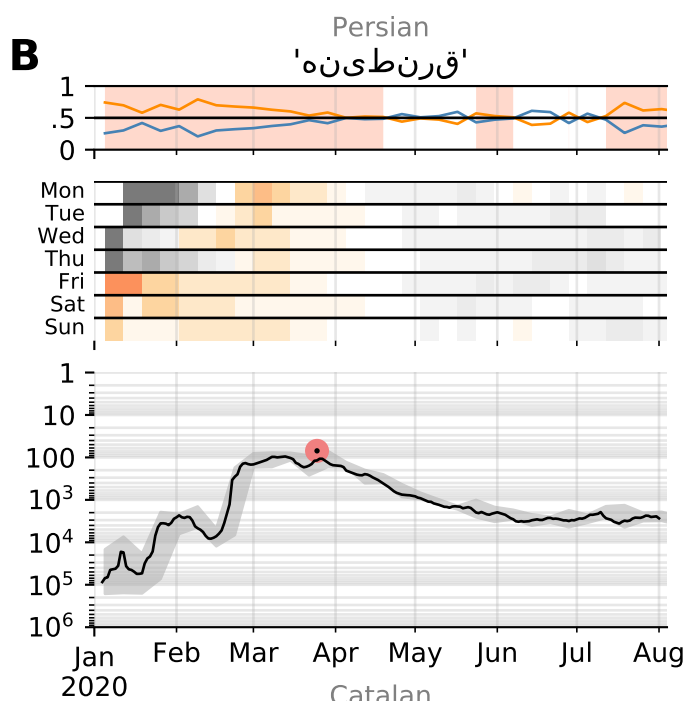 B
Persian
'قرنطینه'
1
.5
0
Mon
Tue
Wed
Thu
Fri
Sat
Sun
1
10
100
10³
10⁴
10⁵
10⁶
Jan Feb Mar Apr May Jun Jul Aug
2020
Catalan